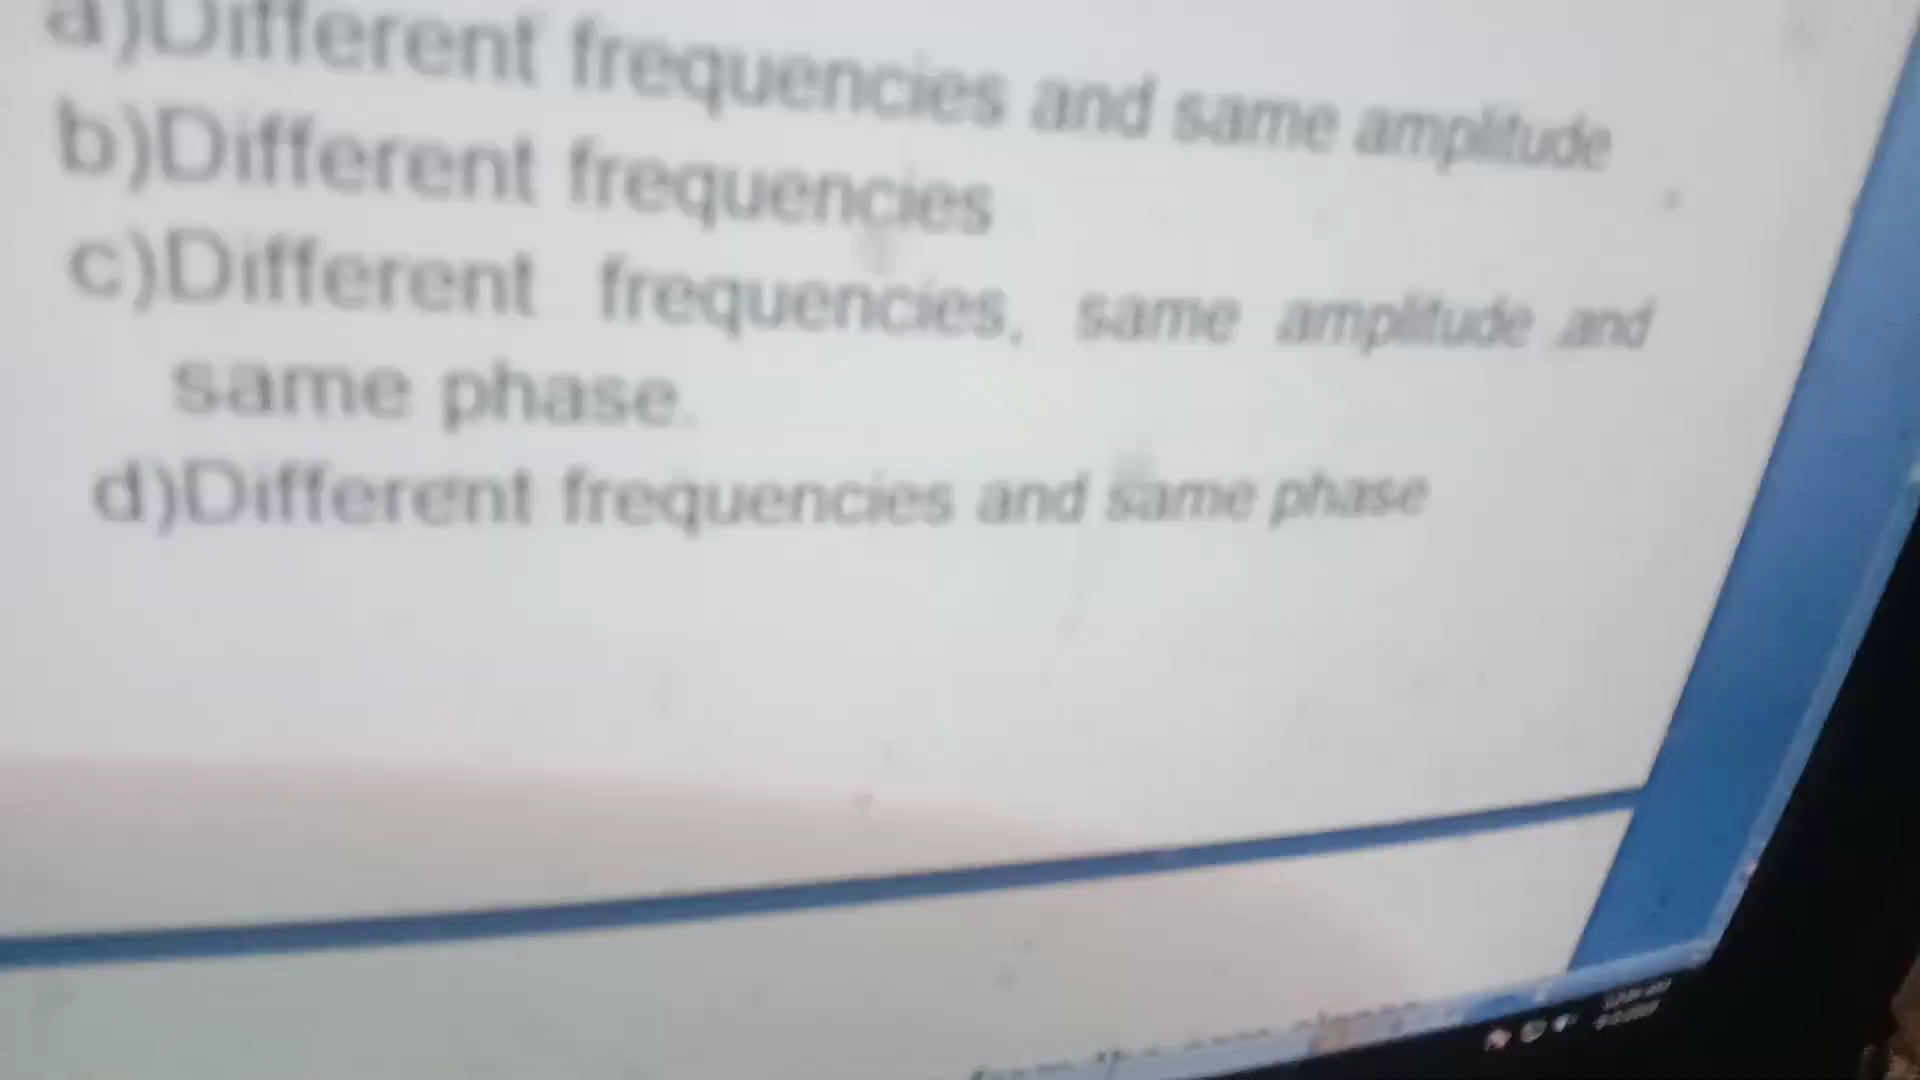 a)Different frequencies and same amplitude
b)Different frequencies
c)Different frequencies, same amplitude and
same phase.
d)Different frequencies and same phase